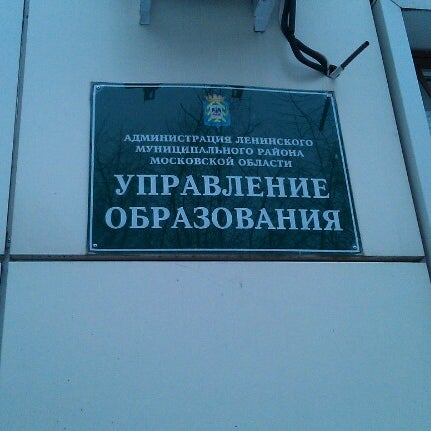 АДМИНИСТРАЦИЯ ЛЕНИНСКОГО
МУНИЦИПАЛЬНОГО РАЙОНА
МОСКОВСКОЙ ОБЛАСТИ
УПРАВЛЕНИЕ
ОБРАЗОВАНИЯ